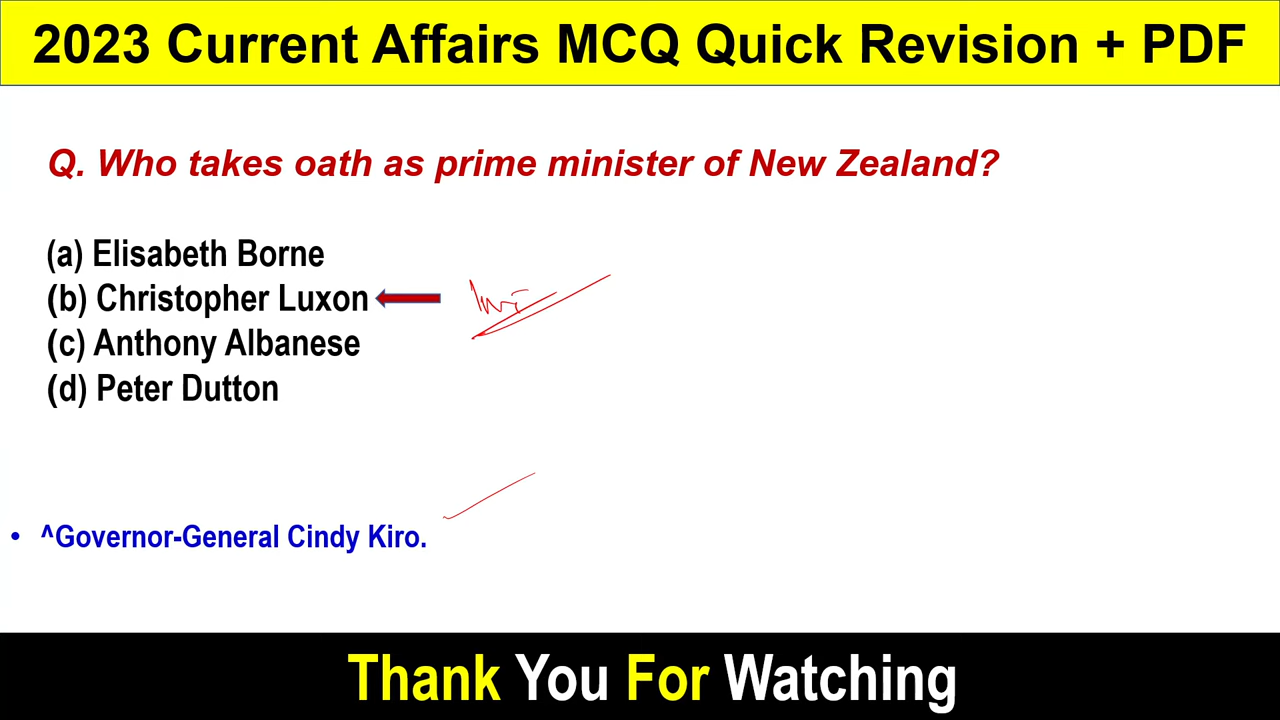 2023 Current Affairs MCQ Quick Revision + PDF
Q. Who takes oath as prime minister of New Zealand?
(a) Elisabeth Borne
(b) Christopher Luxon
(c) Anthony Albanese
(d) Peter Dutton
• ^Governor-General Cindy Kiro.
Thank You For Watching